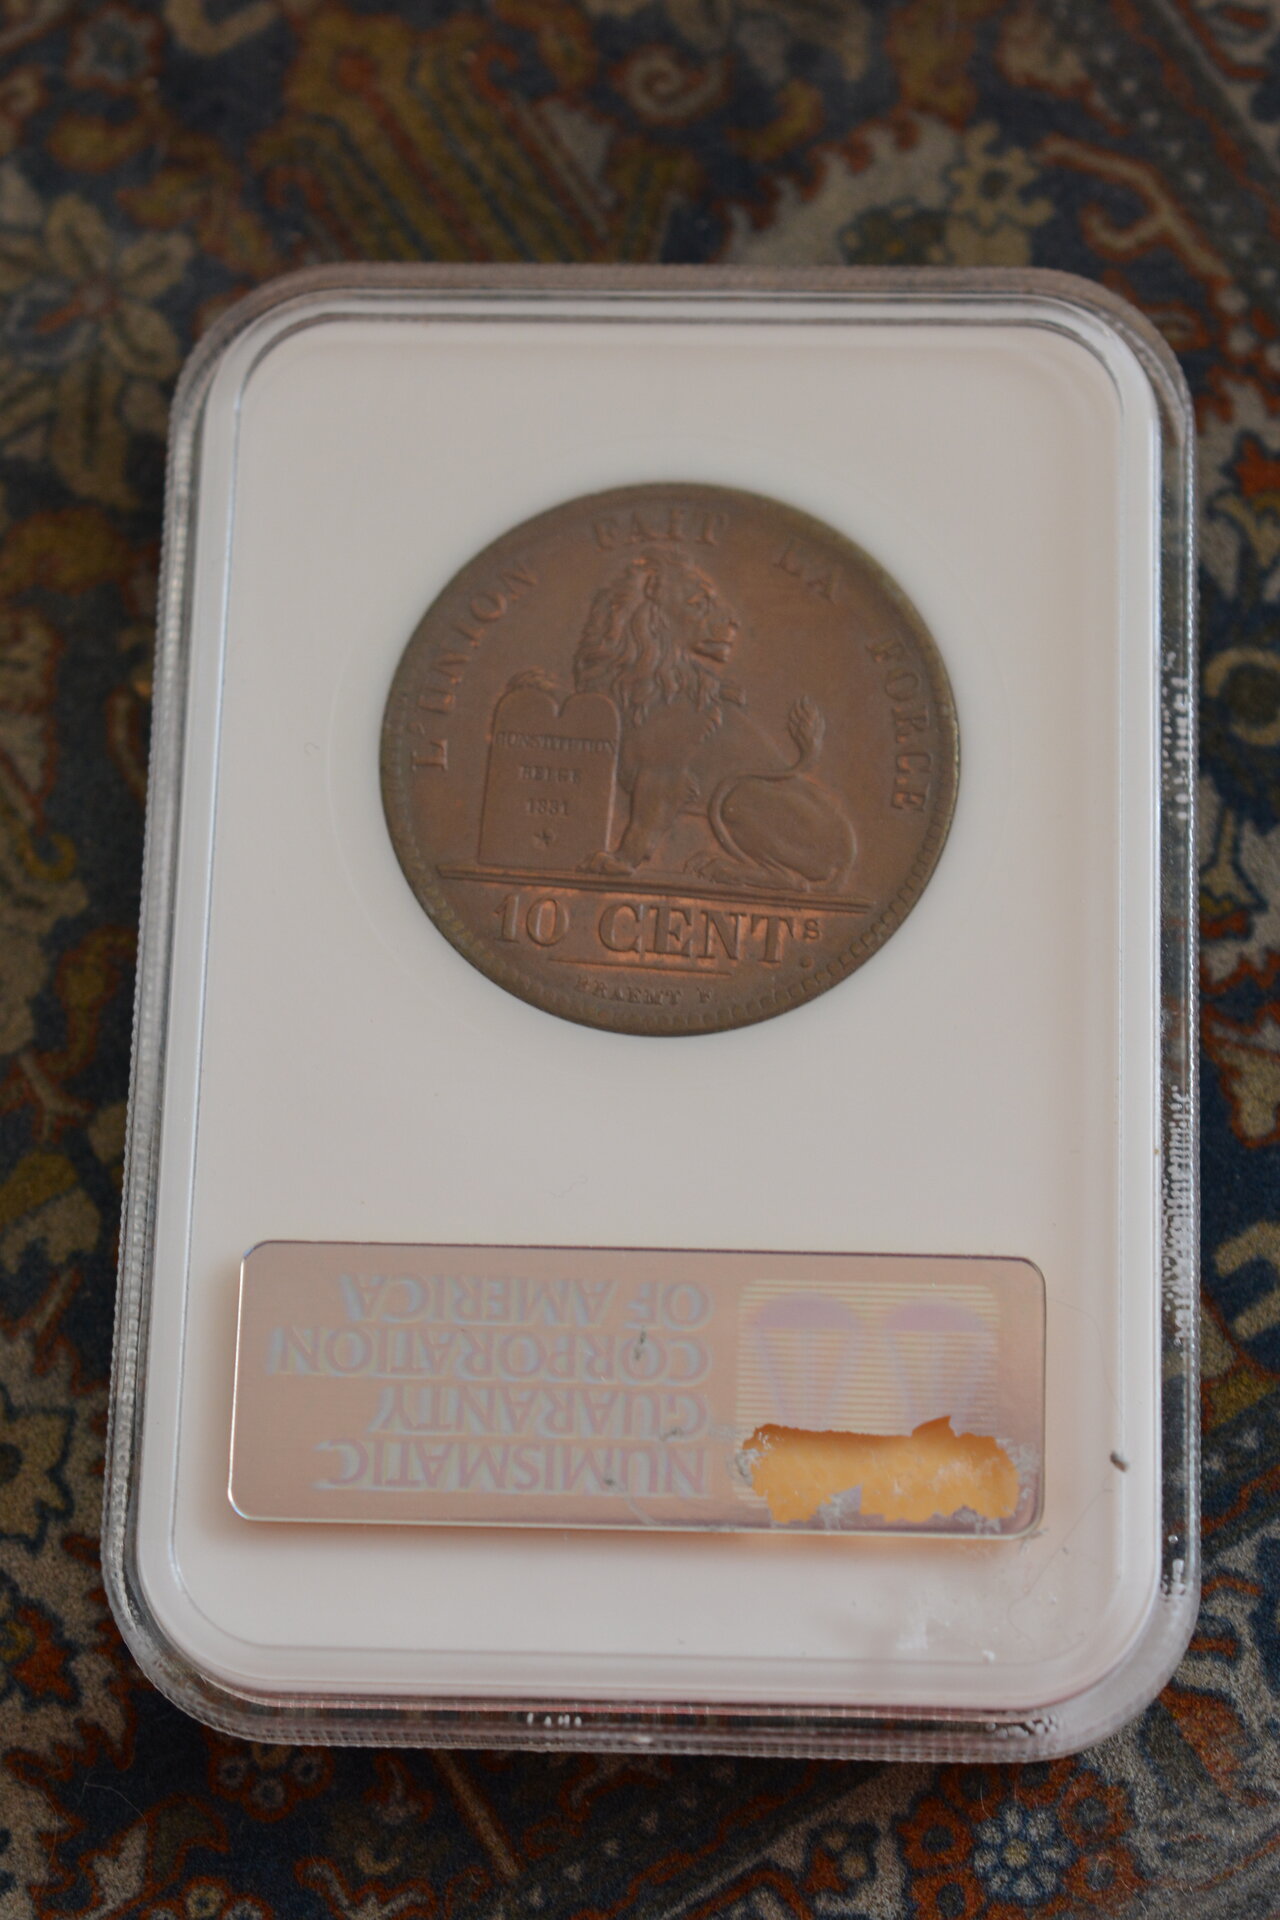 L'UNION FAIT LA FORCE
CONSTITUTION
BELGE
1831
10 CENTS
BRAEMT F.
NUMISMATIC
GUARANTY
CORPORATION
OF AMERICA